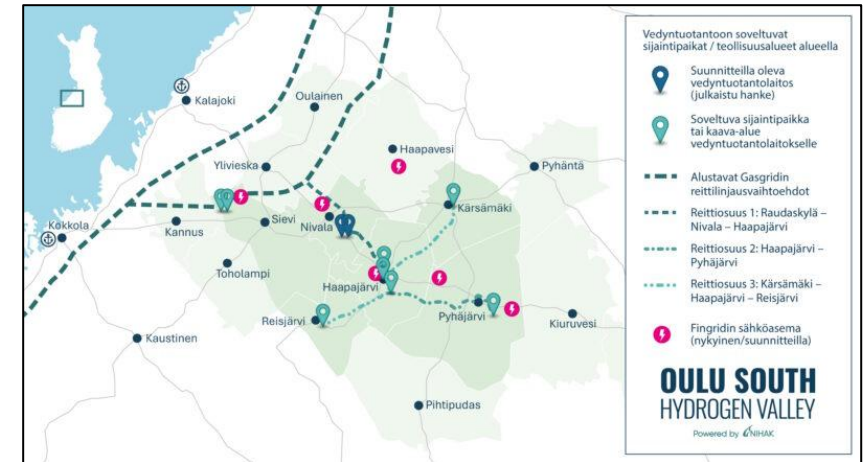 Kalajoki
Oulainen
Haapavesi
Ylivieska
Pyhäntä
Kärsämäki
Kokkola
Kannus
Sievi
Nivala
Toholampi
Haapajärvi
Reisjärvi
Pyhäjärvi
Kiuruvesi
Kaustinen
Pihtipudas
Vedyntuotantoon soveltuvat
sijaintipaikat / teollisuusalueet alueella
Suunnitteilla oleva
vedyntuotantolaitos
(julkaistu hanke)
Soveltuva sijaintipaikka
tai kaava-alue
vedyntuotantolaitokselle
Alustavat Gasgridin
reittilinjausvaihtoehdot
Reittiosuus 1: Raudaskylä –
Nivala – Haapajärvi
Reittiosuus 2: Haapajärvi –
Pyhäjärvi
Reittiosuus 3: Kärsämäki –
Haapajärvi – Reisjärvi
Fingridin sähköasema
(nykyinen/suunnitteilla)
OULU SOUTH
HYDROGEN VALLEY
Powered by NIHAK